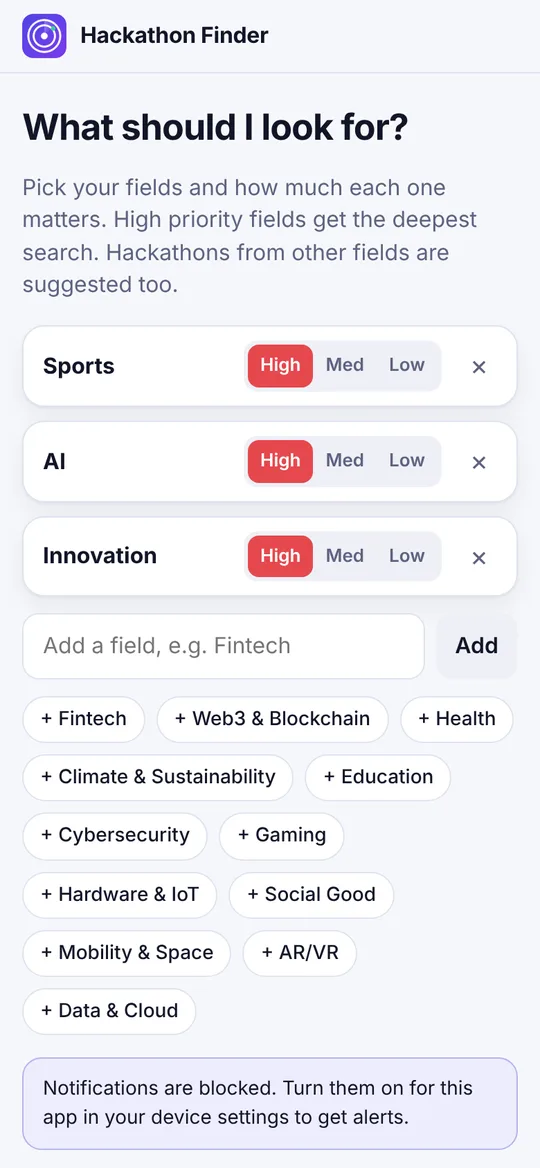 Hackathon Finder
What should I look for?
Pick your fields and how much each one
matters. High priority fields get the deepest
search. Hackathons from other fields are
suggested too.
Sports High Med Low ×
AI High Med Low ×
Innovation High Med Low ×
Add a field, e.g. Fintech Add
+ Fintech + Web3 & Blockchain + Health
+ Climate & Sustainability + Education
+ Cybersecurity + Gaming
+ Hardware & IoT + Social Good
+ Mobility & Space + AR/VR
+ Data & Cloud
Notifications are blocked. Turn them on for this
app in your device settings to get alerts.